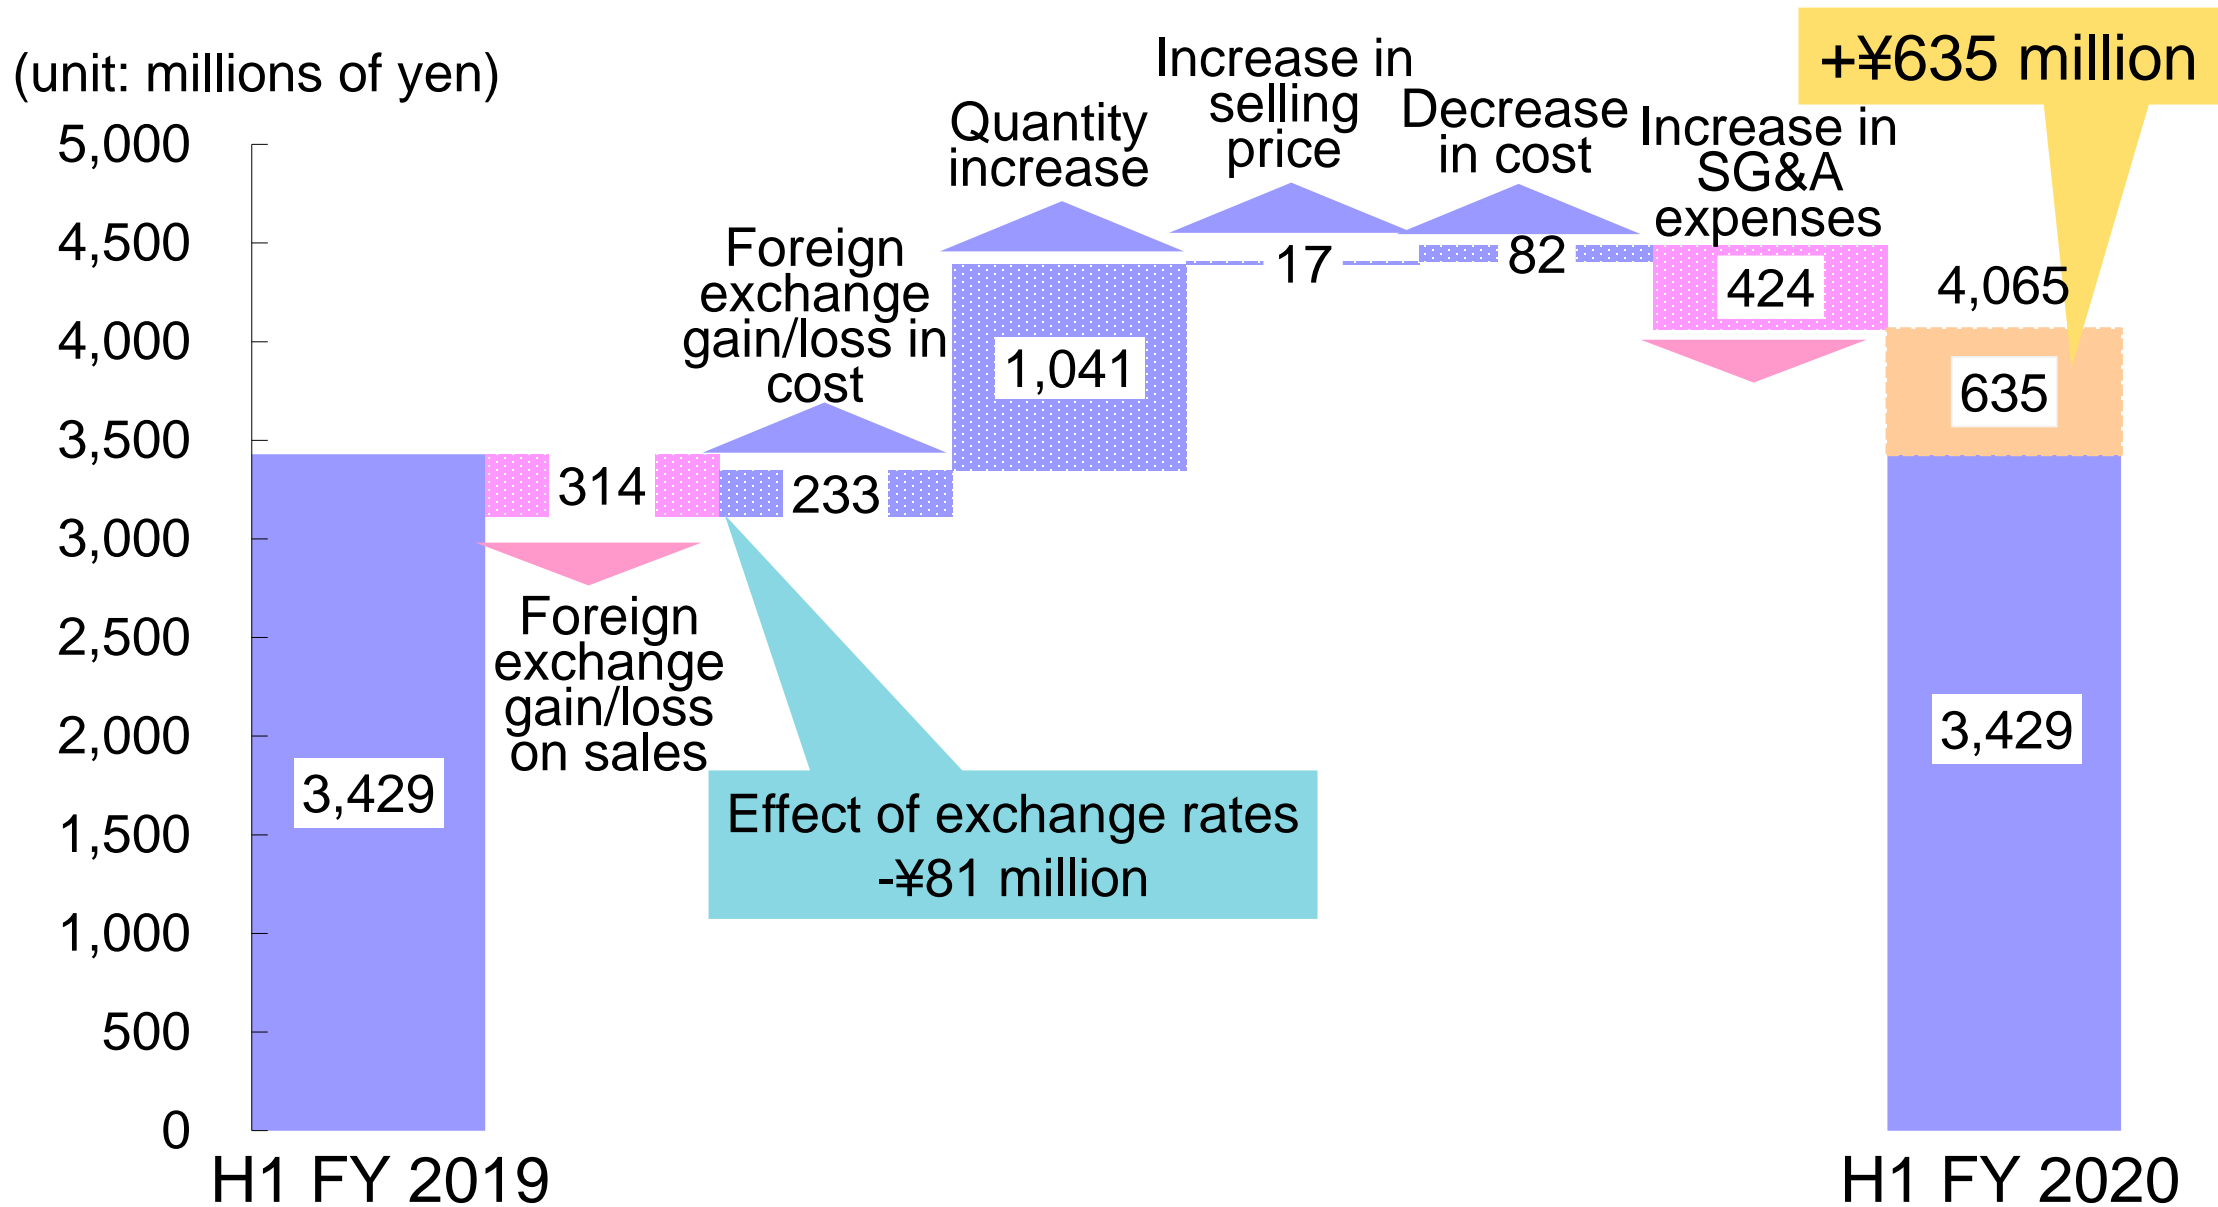 (unit: millions of yen)
+¥635 million
5,000
4,500
4,000
3,500
3,000
2,500
2,000
1,500
1,000
500
0
3,429
314
Foreign
exchange
gain/loss
on sales
Foreign
exchange
gain/loss in
cost
233
Effect of exchange rates
-¥81 million
Quantity
increase
1,041
Increase in
selling
price
17
Decrease
in cost
82
Increase in
SG&A
expenses
424
4,065
635
3,429
H1 FY 2019
H1 FY 2020